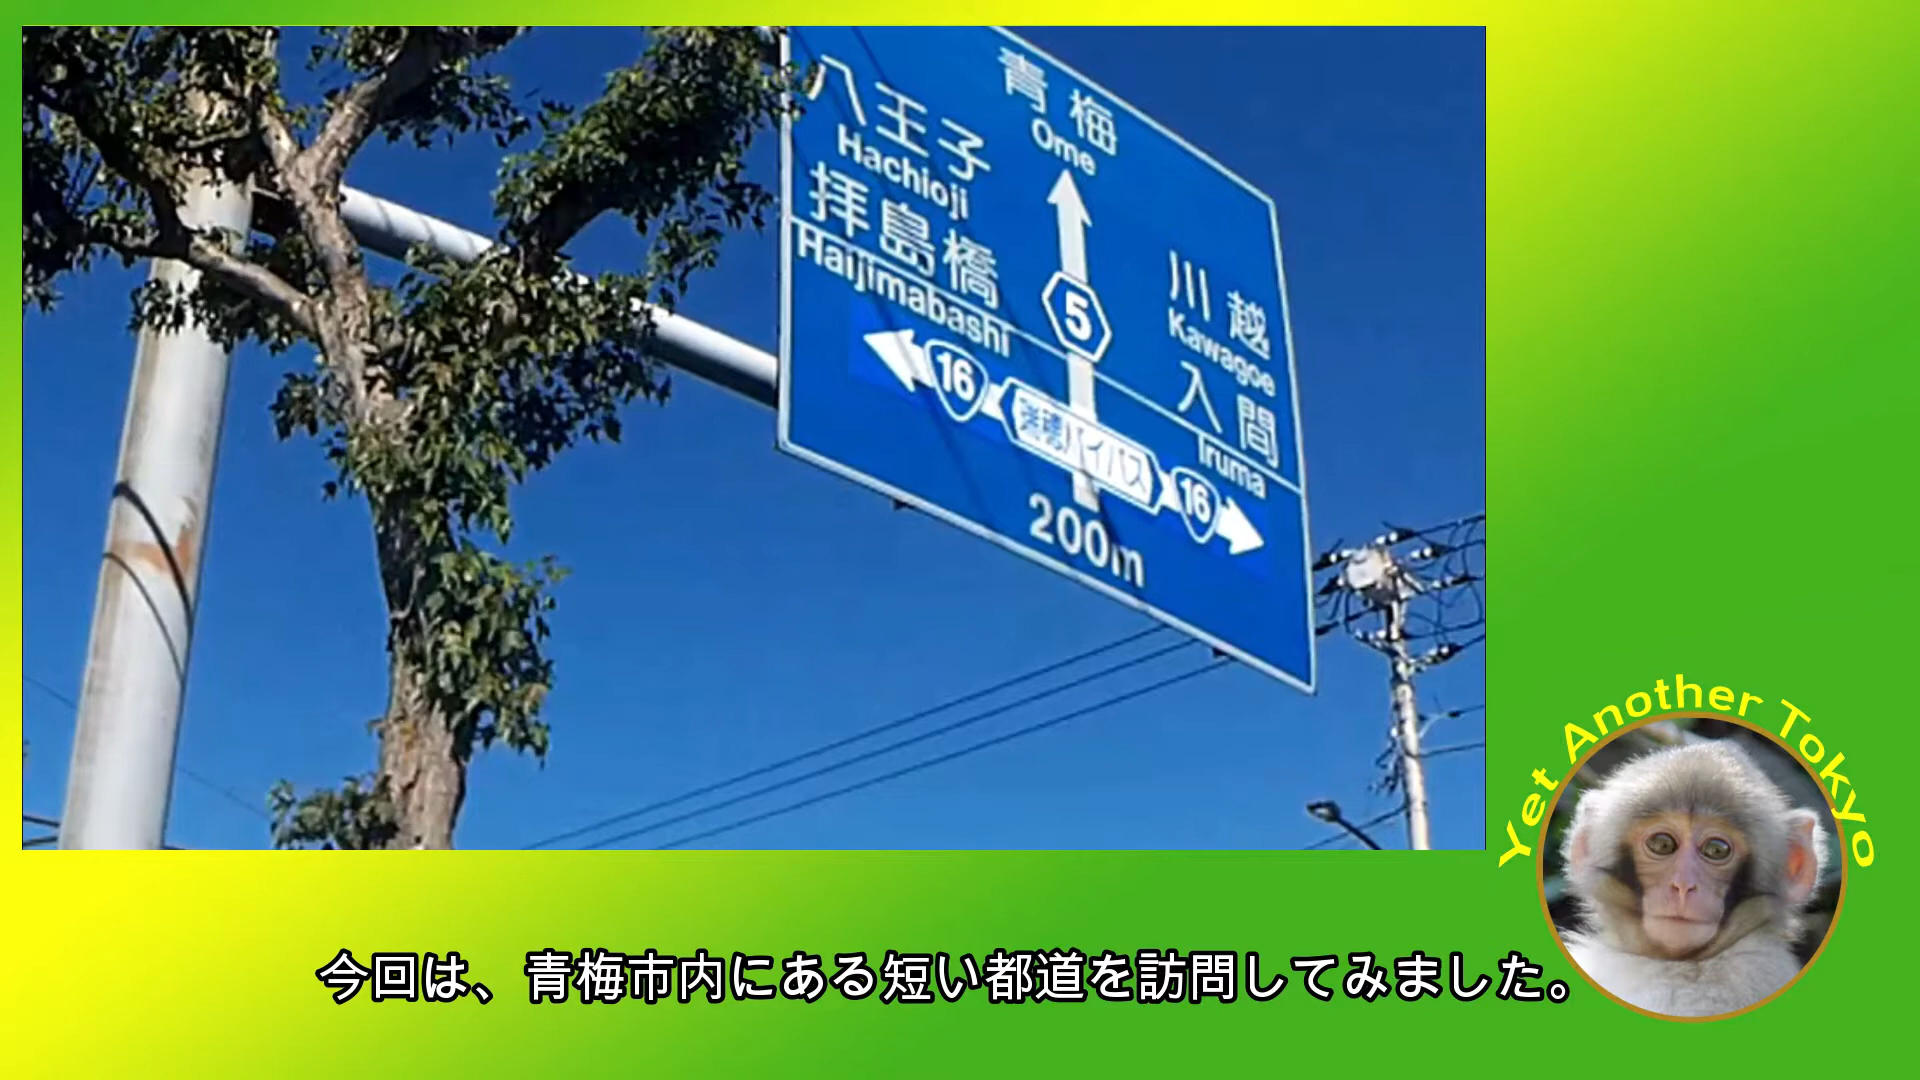 青梅
Ome
八王子
Hachioji
拝島橋
Haijimabashi
川越
Kawagoe
入間
Iruma
5
16
瑞穂バイパス
16
200m
Yet Another Tokyo
今回は、青梅市内にある短い都道を訪問してみました。